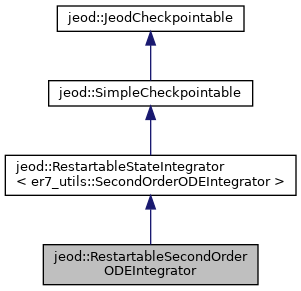 jeod::JeodCheckpointable
jeod::SimpleCheckpointable
jeod::RestartableStateIntegrator
< er7_utils::SecondOrderODEIntegrator >
jeod::RestartableSecondOrder
ODEIntegrator